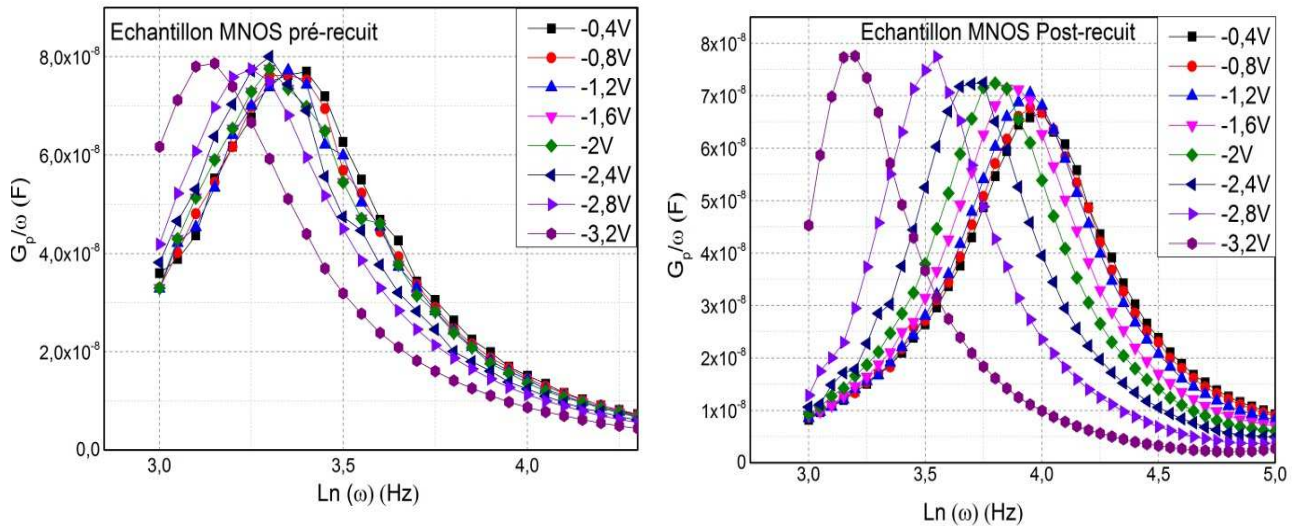 Echantillon MNOS pré-recuit
-0,4V
-0,8V
-1,2V
-1,6V
-2V
-2,4V
-2,8V
-3,2V
8,0x10⁻⁸
6,0x10⁻⁸
4,0x10⁻⁸
2,0x10⁻⁸
0,0
Gₚ/ω (F)
3,0 3,5 4,0
Ln (ω) (Hz)
Echantillon MNOS Post-recuit
-0,4V
-0,8V
-1,2V
-1,6V
-2V
-2,4V
-2,8V
-3,2V
8x10⁻⁸
7x10⁻⁸
6x10⁻⁸
5x10⁻⁸
4x10⁻⁸
3x10⁻⁸
2x10⁻⁸
1x10⁻⁸
0
Gₚ/ω (F)
3,0 3,5 4,0 4,5 5,0
Ln (ω) (Hz)